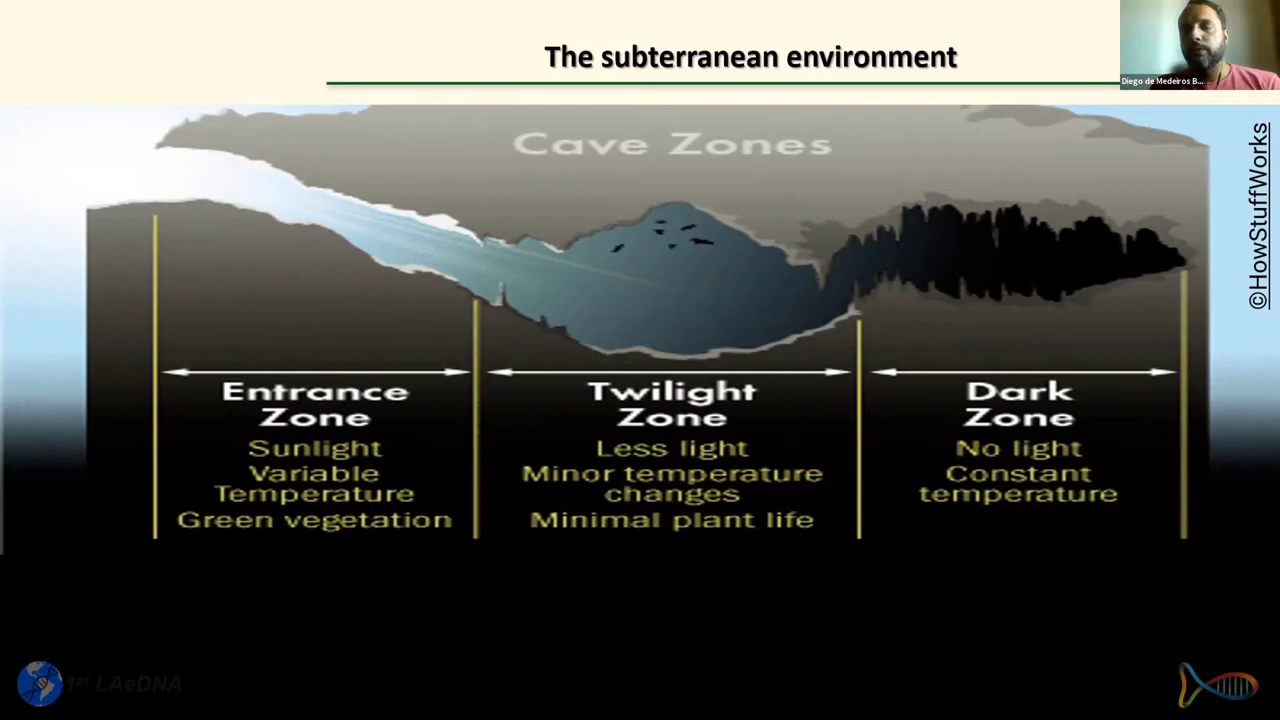 The subterranean environment
Diego de Medeiros B...
©HowStuffWorks
Cave Zones
Entrance
Zone
Sunlight
Variable
Temperature
Green vegetation
Twilight
Zone
Less light
Minor temperature
changes
Minimal plant life
Dark
Zone
No light
Constant
temperature
1st LAeDNA